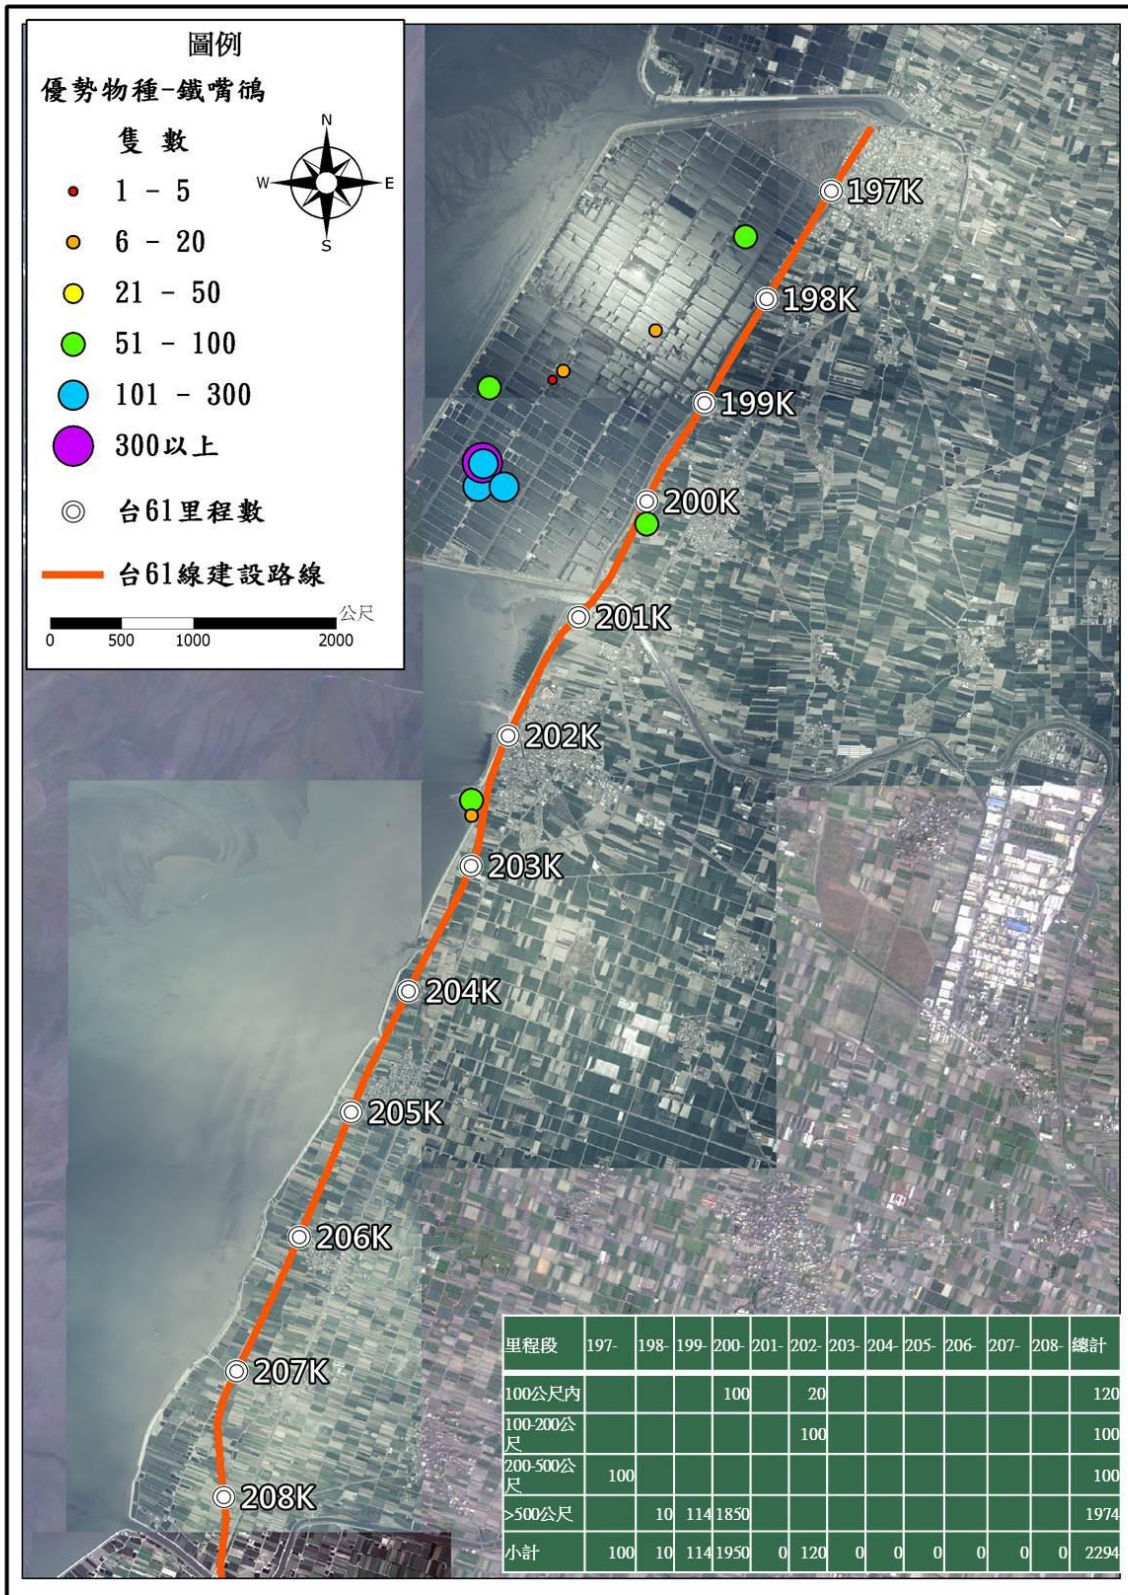 圖例
優勢物種-鐵嘴鴴
隻 數
1 - 5
6 - 20
21 - 50
51 - 100
101 - 300
300以上
台61里程數
台61線建設路線
公尺
0 500 1000 2000
N
W E
S
197K
198K
199K
200K
201K
202K
203K
204K
205K
206K
207K
208K
里程段 197- 198- 199- 200- 201- 202- 203- 204- 205- 206- 207- 208- 總計
100公尺內 100 20 120
100-200公
尺 100 100
200-500公
尺 100 100
>500公尺 10 114 1850 1974
小計 100 10 114 1950 0 120 0 0 0 0 0 0 2294